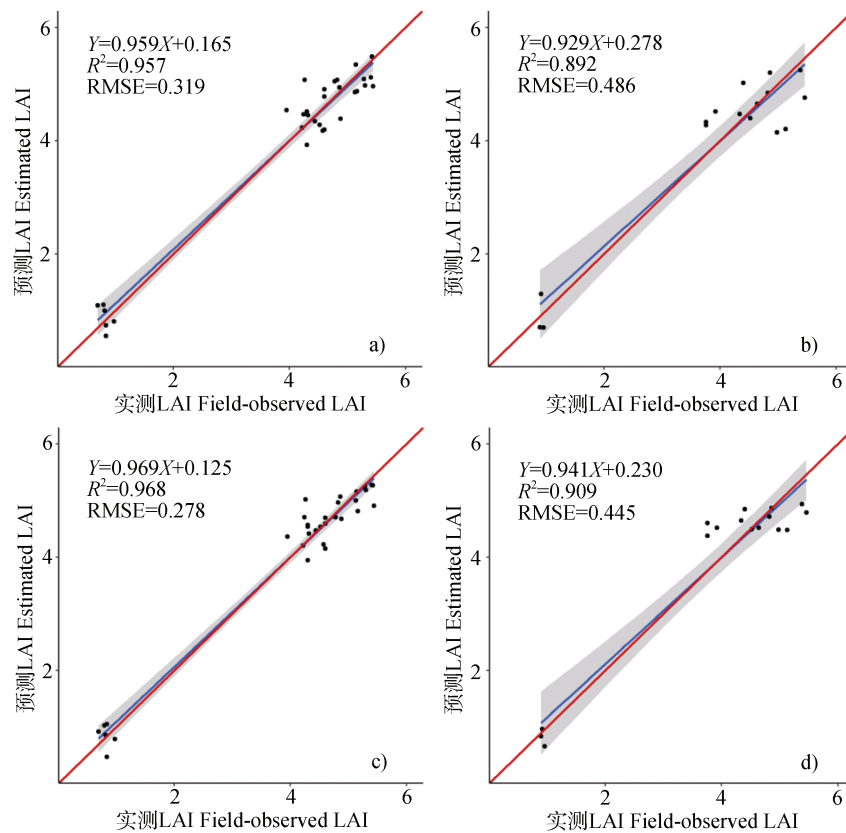 6
4
2
预测LAI Estimated LAI
Y=0.959X+0.165
R²=0.957
RMSE=0.319
a)
2
4
6
实测LAI Field-observed LAI
6
4
2
预测LAI Estimated LAI
Y=0.929X+0.278
R²=0.892
RMSE=0.486
b)
2
4
6
实测LAI Field-observed LAI
6
4
2
预测LAI Estimated LAI
Y=0.969X+0.125
R²=0.968
RMSE=0.278
c)
2
4
6
实测LAI Field-observed LAI
6
4
2
预测LAI Estimated LAI
Y=0.941X+0.230
R²=0.909
RMSE=0.445
d)
2
4
6
实测LAI Field-observed LAI